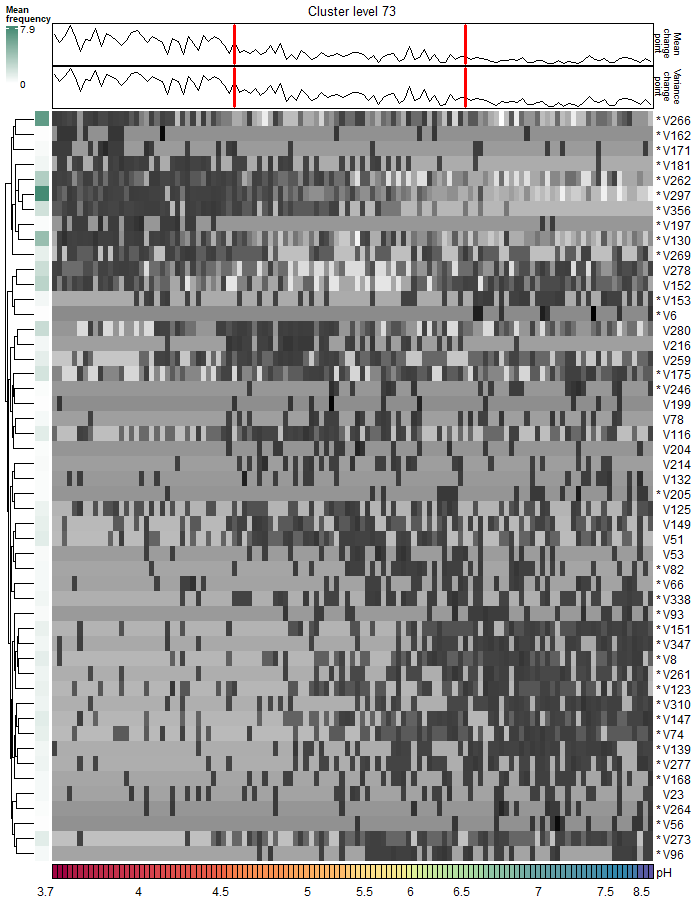 Mean
frequency
7.9
0
Cluster level 73
Mean
change
point
Variance
change
point
* V266
* V162
* V171
* V181
* V262
* V297
* V356
* V197
* V130
* V269
V278
V152
* V153
* V6
V280
V216
V259
* V175
* V246
V199
V78
V116
V204
V214
V132
* V205
V125
V149
V51
V53
* V82
* V66
* V338
* V93
* V151
* V347
* V8
* V261
* V123
* V310
* V147
* V74
* V139
* V277
* V168
V23
* V264
* V56
* V273
* V96
pH
3.7 4 4.5 5 5.5 6 6.5 7 7.5 8.5